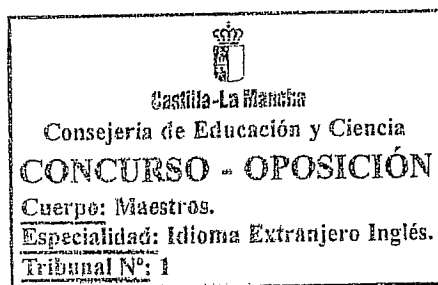 Castilla-La Mancha
Consejería de Educación y Ciencia
CONCURSO - OPOSICIÓN
Cuerpo: Maestros.
Especialidad: Idioma Extranjero Inglés.
Tribunal Nº: 1